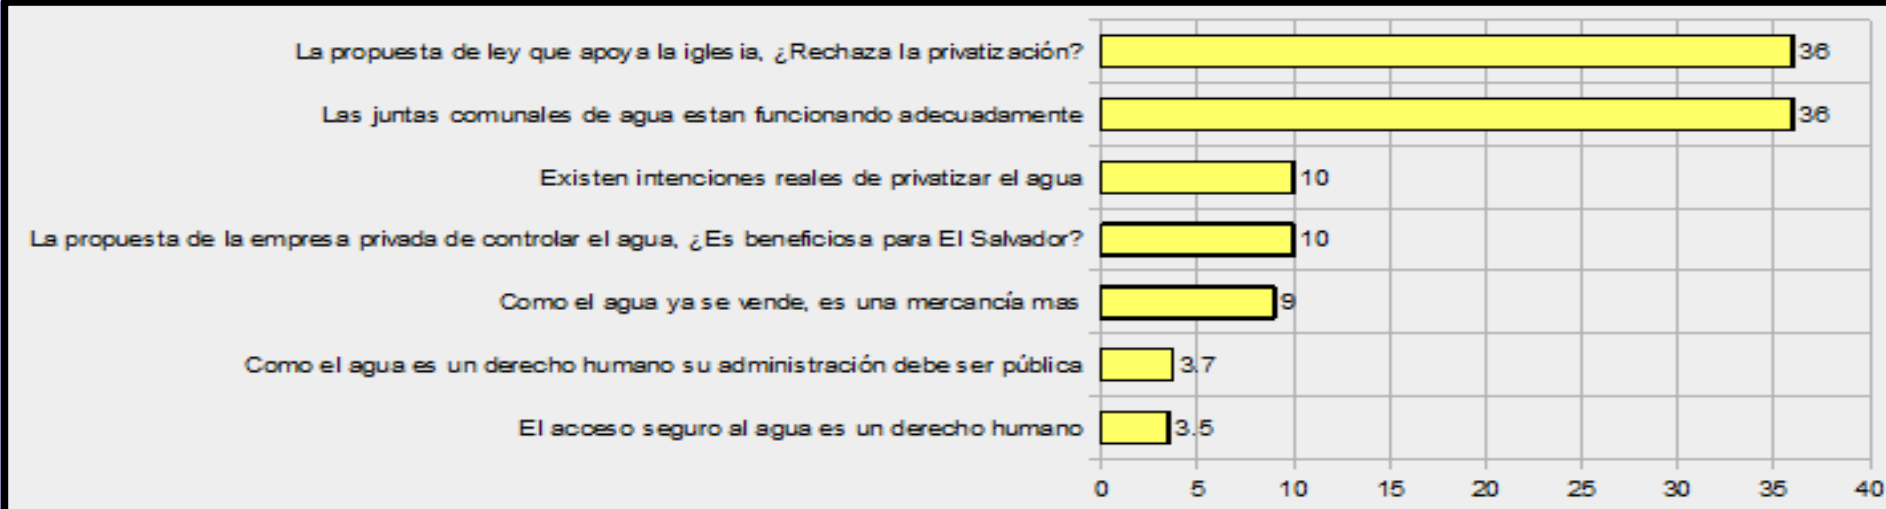 La propuesta de ley que apoya la iglesia, ¿Rechaza la privatización? 36
Las juntas comunales de agua estan funcionando adecuadamente 36
Existen intenciones reales de privatizar el agua 10
La propuesta de la empresa privada de controlar el agua, ¿Es beneficiosa para El Salvador? 10
Como el agua ya se vende, es una mercancía mas 9
Como el agua es un derecho humano su administración debe ser pública 3.7
El acceso seguro al agua es un derecho humano 3.5
0 5 10 15 20 25 30 35 40